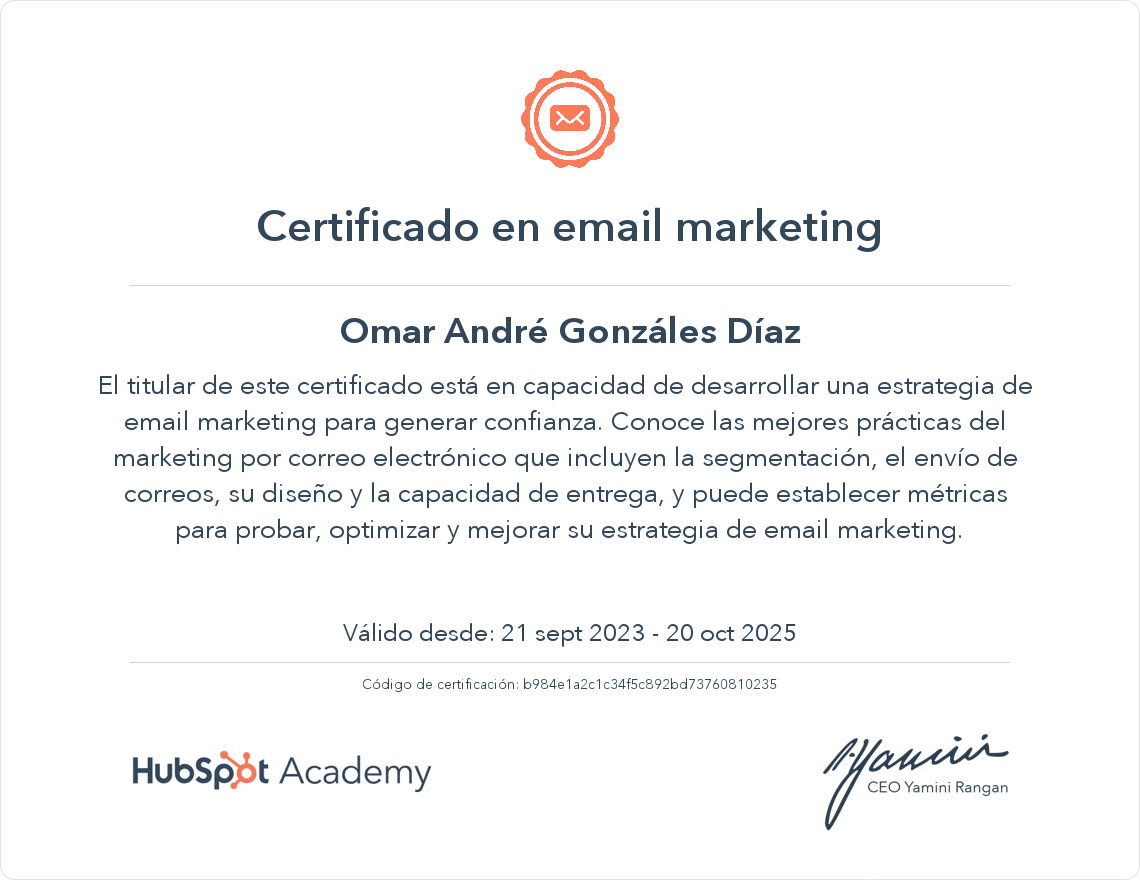 Certificado en email marketing
Omar André Gonzáles Díaz
El titular de este certificado está en capacidad de desarrollar una estrategia de
email marketing para generar confianza. Conoce las mejores prácticas del
marketing por correo electrónico que incluyen la segmentación, el envío de
correos, su diseño y la capacidad de entrega, y puede establecer métricas
para probar, optimizar y mejorar su estrategia de email marketing.
Válido desde: 21 sept 2023 - 20 oct 2025
Código de certificación: b984e1a2c1c34f5c892bd73760810235
HubSpot Academy
CEO Yamini Rangan